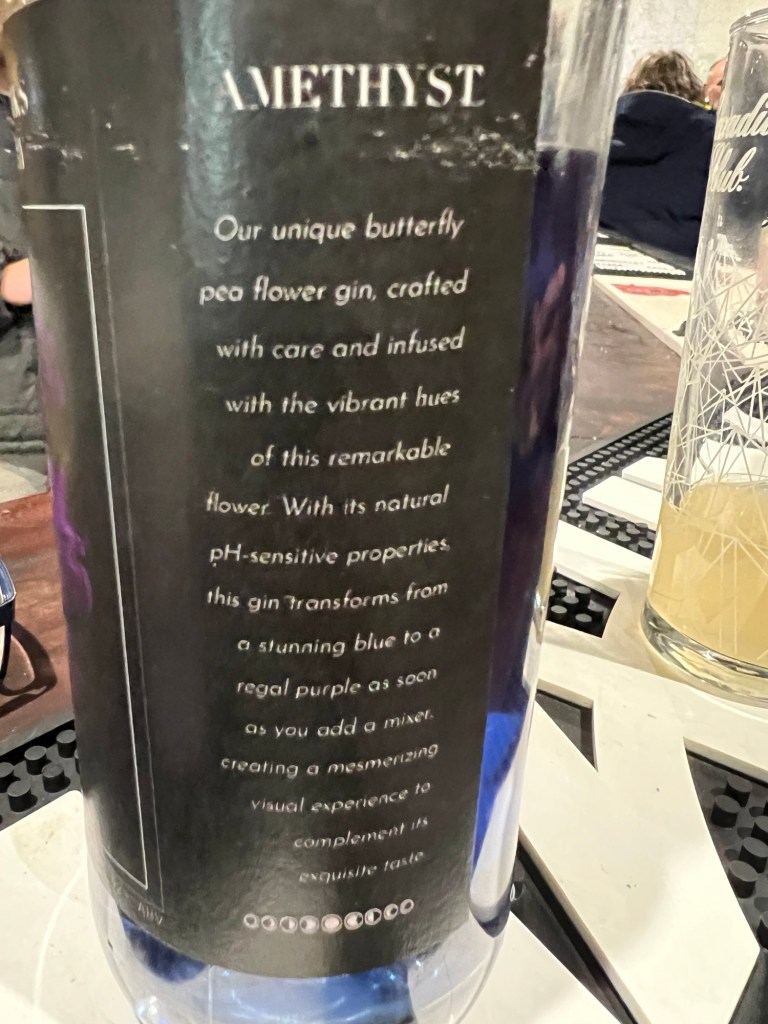 AMETHYST
Our unique butterfly
pea flower gin, crafted
with care and infused
with the vibrant hues
of this remarkable
flower. With its natural
pH-sensitive properties,
this gin transforms from
a stunning blue to a
regal purple as soon
as you add a mixer,
creating a mesmerizing
visual experience to
complement its
exquisite taste.